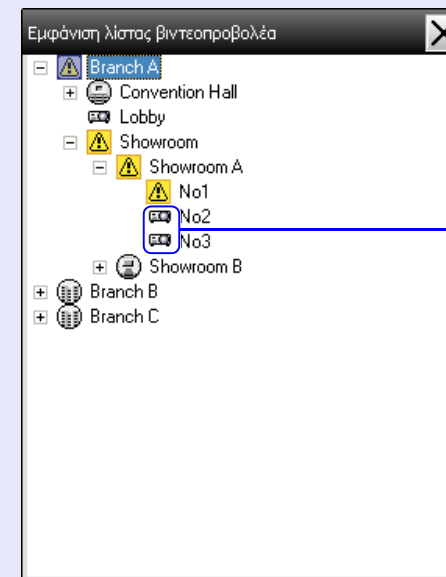 Εμφάνιση λίστας βιντεοπροβολέα
Branch A
Convention Hall
Lobby
Showroom
Showroom A
No1
No2
No3
Showroom B
Branch B
Branch C